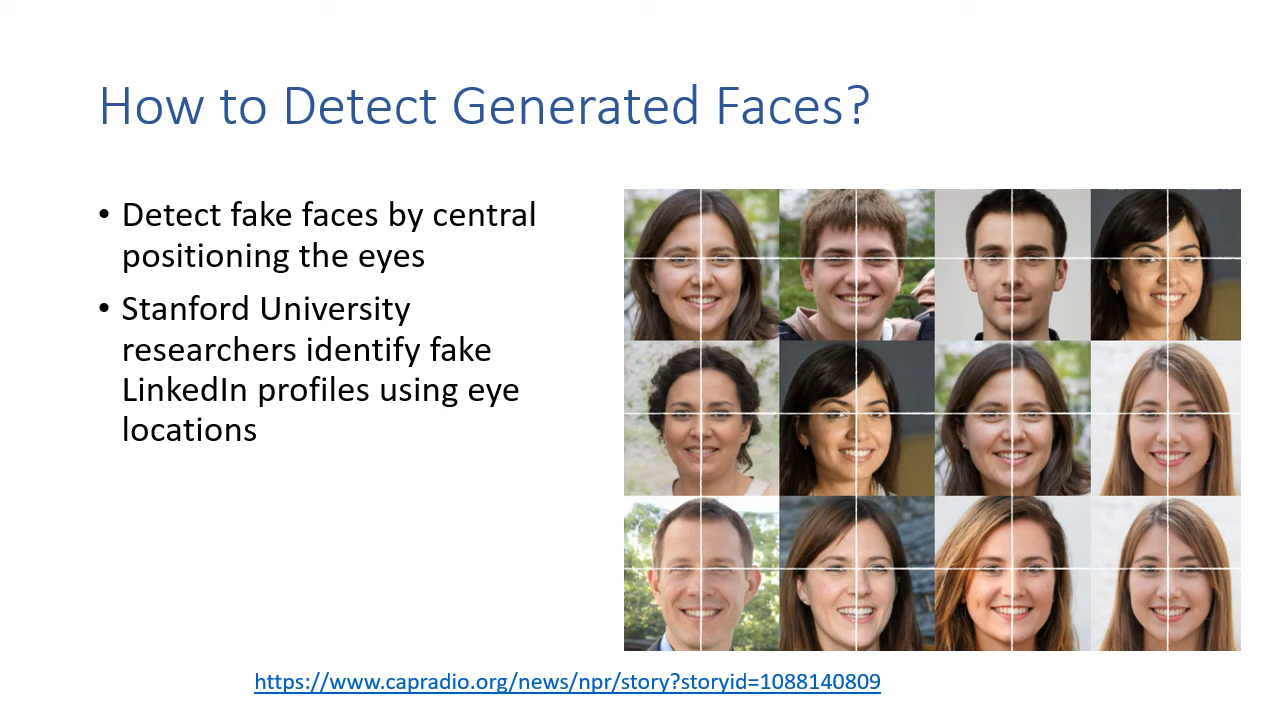 How to Detect Generated Faces?
• Detect fake faces by central
positioning the eyes
• Stanford University
researchers identify fake
LinkedIn profiles using eye
locations
https://www.capradio.org/news/npr/story?storyid=1088140809